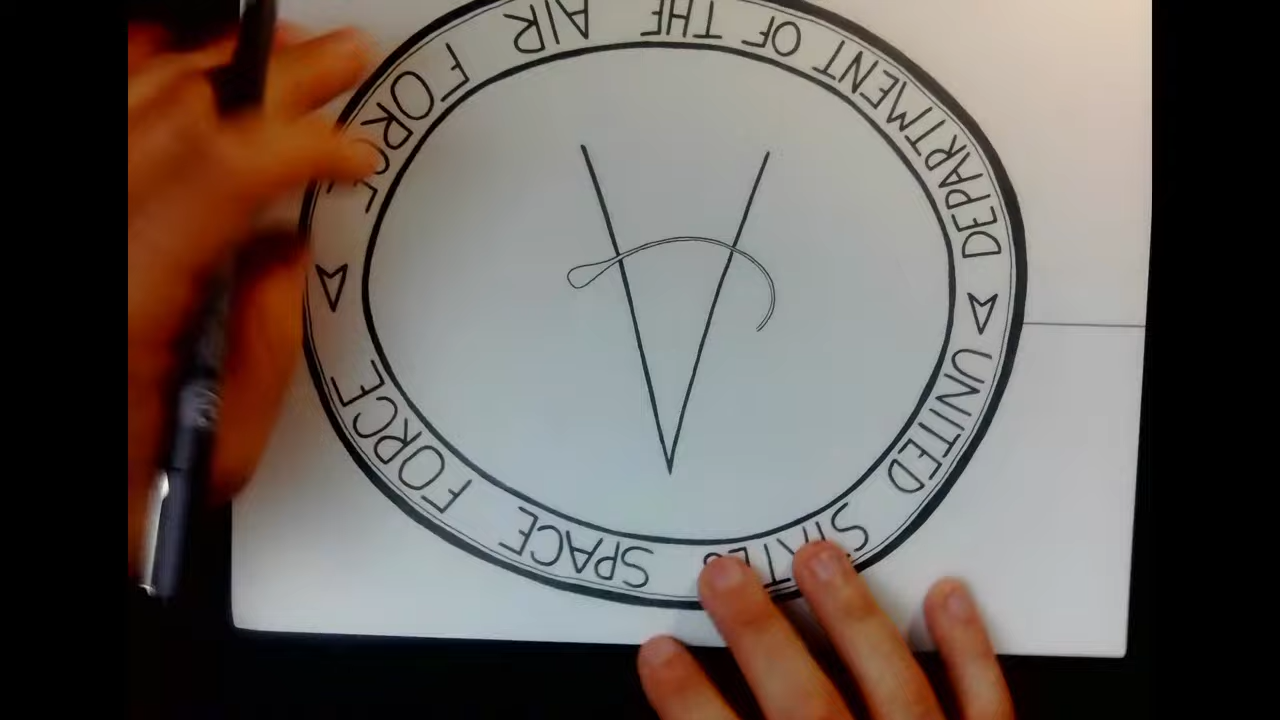 DEPARTMENT OF THE AIR FORCE
UNITED STATES SPACE FORCE